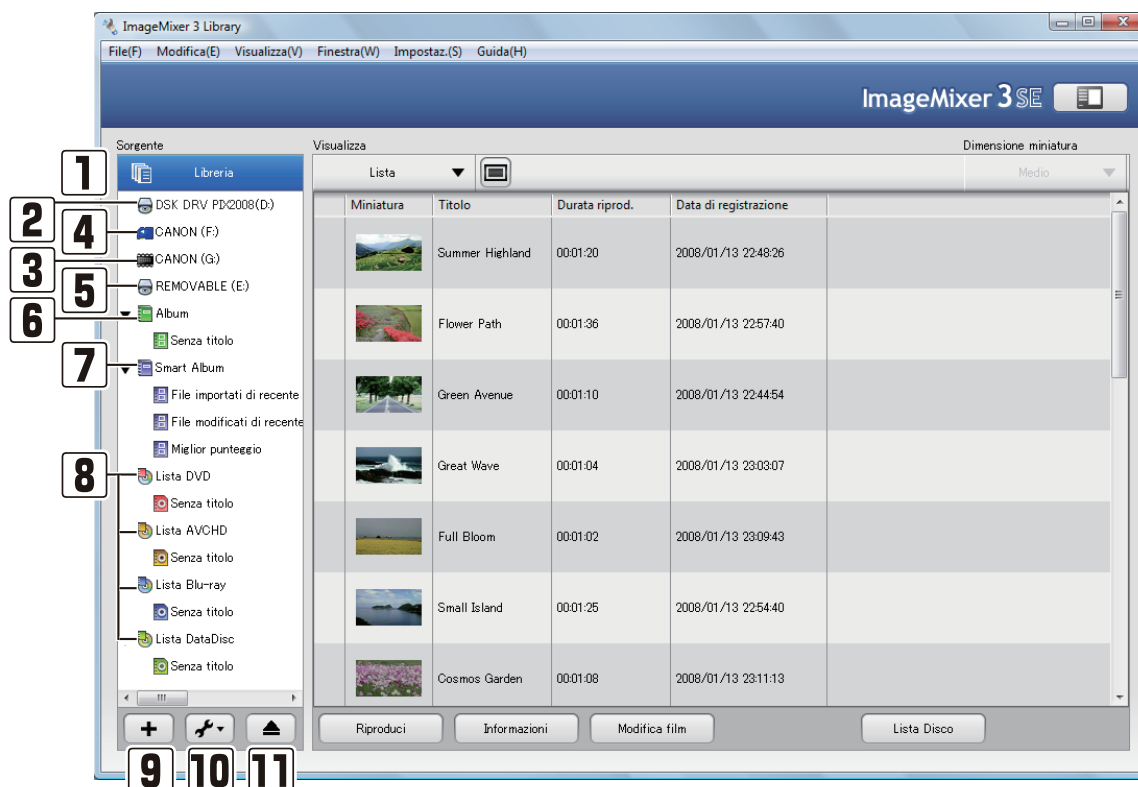 ImageMixer 3 Library
File(F) Modifica(E) Visualizza(V) Finestra(W) Impostaz.(S) Guida(H)
ImageMixer 3 SE
Sorgente
Visualizza
Dimensione miniatura
1
Libreria
Lista
Medio
2
DSK DRV PIX2008(D:)
4
CANON (F:)
3
CANON (G:)
5
REMOVABLE (E:)
6
Album
Senza titolo
7
Smart Album
File importati di recente
File modificati di recente
Miglior punteggio
8
Lista DVD
Senza titolo
Lista AVCHD
Senza titolo
Lista Blu-ray
Senza titolo
Lista DataDisc
Senza titolo
Miniatura Titolo Durata riprod. Data di registrazione
Summer Highland 00:01:20 2008/01/13 22:48:26
Flower Path 00:01:36 2008/01/13 22:57:40
Green Avenue 00:01:10 2008/01/13 22:44:54
Great Wave 00:01:04 2008/01/13 23:03:07
Full Bloom 00:01:02 2008/01/13 23:09:43
Small Island 00:01:25 2008/01/13 22:54:40
Cosmos Garden 00:01:08 2008/01/13 23:11:13
Riproduci Informazioni Modifica film Lista Disco
9 10 11